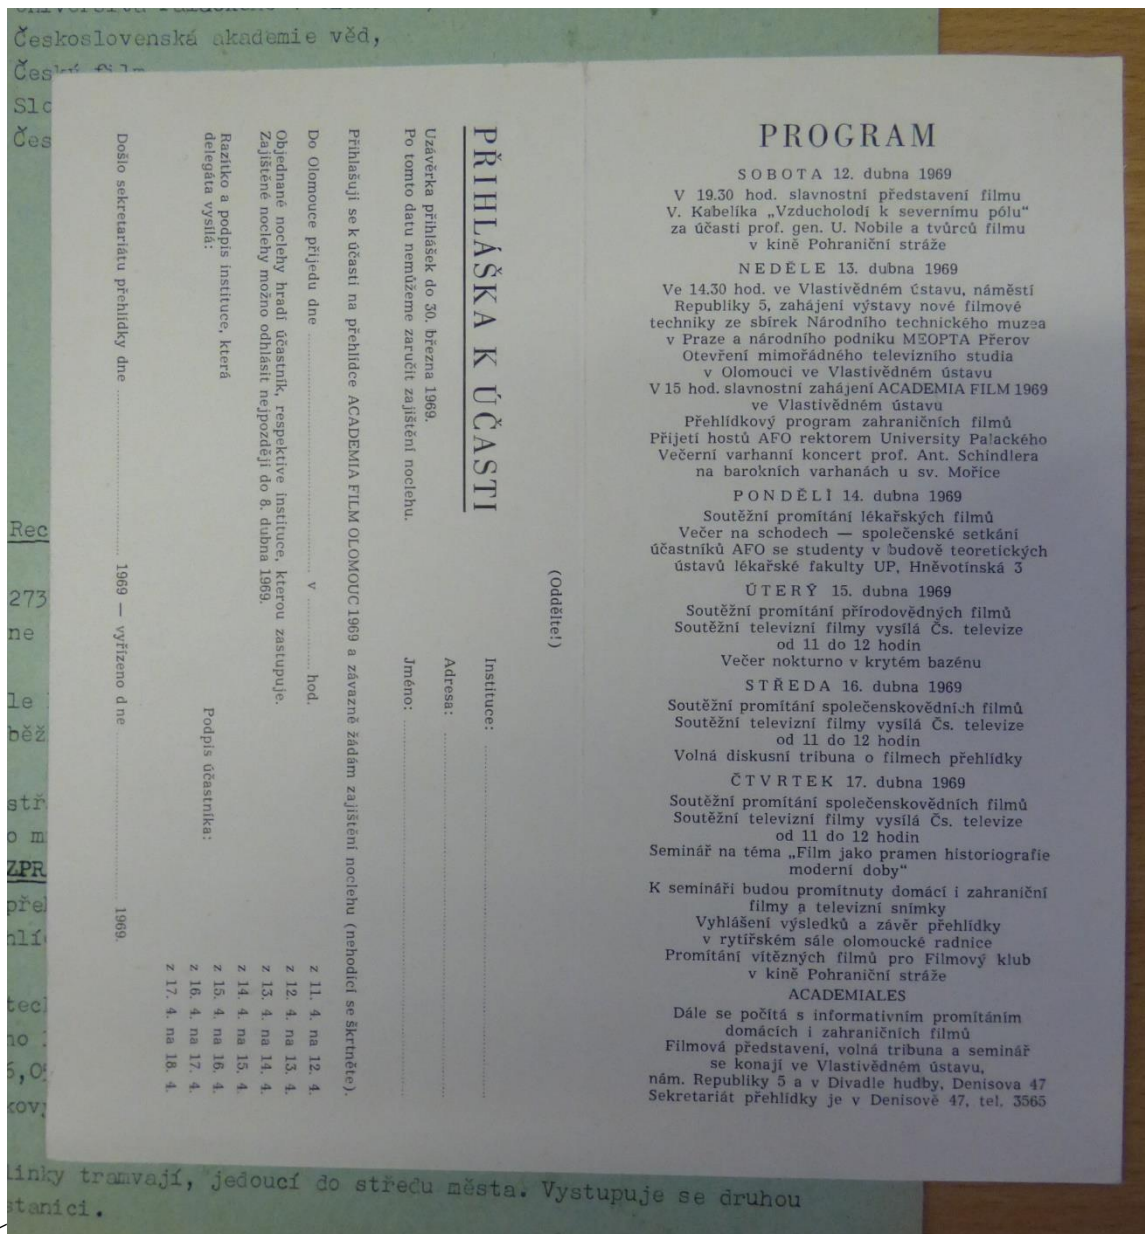 Československá akademie věd,
PROGRAM
SOBOTA 12. dubna 1969
V 19.30 hod. slavnostní představení filmu
V. Kabelíka „Vzducholodí k severnímu pólu“
za účasti prof. gen. U. Nobile a tvůrců filmu
v kině Pohraniční stráže
NEDĚLE 13. dubna 1969
Ve 14.30 hod. ve Vlastivědném ústavu, náměstí
Republiky 5, zahájení výstavy nové filmové
techniky ze sbírek Národního technického muzea
v Praze a národního podniku MEOPTA Přerov
Otevření mimořádného televizního studia
v Olomouci ve Vlastivědném ústavu
V 15 hod. slavnostní zahájení ACADEMIA FILM 1969
ve Vlastivědném ústavu
Přehlídkový program zahraničních filmů
Přijetí hostů AFO rektorem University Palackého
Večerní varhanní koncert prof. Ant. Schindlera
na barokních varhanách u sv. Mořice
PONDĚLÍ 14. dubna 1969
Soutěžní promítání lékařských filmů
Večer na schodech — společenské setkání
účastníků AFO se studenty v budově teoretických
ústavů lékařské fakulty UP, Hněvotínská 3
ÚTERÝ 15. dubna 1969
Soutěžní promítání přírodovědných filmů
Soutěžní televizní filmy vysílá Čs. televize
od 11 do 12 hodin
Večer nokturno v krytém bazénu
STŘEDA 16. dubna 1969
Soutěžní promítání společenskovědních filmů
Soutěžní televizní filmy vysílá Čs. televize
od 11 do 12 hodin
Volná diskusní tribuna o filmech přehlídky
ČTVRTEK 17. dubna 1969
Soutěžní promítání společenskovědních filmů
Soutěžní televizní filmy vysílá Čs. televize
od 11 do 12 hodin
Seminář na téma „Film jako pramen historiografie
moderní doby“
K semináři budou promítnuty domácí i zahraniční
filmy a televizní snímky
Vyhlášení výsledků a závěr přehlídky
v rytířském sále olomoucké radnice
Promítání vítězných filmů pro Filmový klub
v kině Pohraniční stráže
ACADEMIALES
Dále se počítá s informativním promítáním
domácích i zahraničních filmů
Filmová představení, volná tribuna a seminář
se konají ve Vlastivědném ústavu,
nám. Republiky 5 a v Divadle hudby, Denisova 47
Sekretariát přehlídky je v Denisově 47, tel. 3565
(Oddělte!)
PŘIHLÁŠKA K ÚČASTI
Instituce:
Adresa:
Uzávěrka přihlášek do 30. března 1969.
Po tomto datu nemůžeme zaručit zajištění noclehu.
Jméno:
Přihlašuji se k účasti na přehlídce ACADEMIA FILM OLOMOUC 1969 a závazně žádám zajištění noclehu (nehodící se škrtněte).
Do Olomouce přijedu dne v hod.
z 11. 4. na 12. 4.
Objednané noclehy hradí účastník, respektive instituce, kterou zastupuje.
z 12. 4. na 13. 4.
Zajištěné noclehy možno odhlásit nejpozději do 8. dubna 1969.
z 13. 4. na 14. 4.
z 14. 4. na 15. 4.
Razítko a podpis instituce, která
delegáta vysílá:
Podpis účastníka:
z 15. 4. na 16. 4.
z 16. 4. na 17. 4.
z 17. 4. na 18. 4.
Došlo sekretariátu přehlídky dne 1969 — vyřízeno dne 1969.
linky tramvají, jedoucí do středu města. Vystupuje se druhou
stanici.